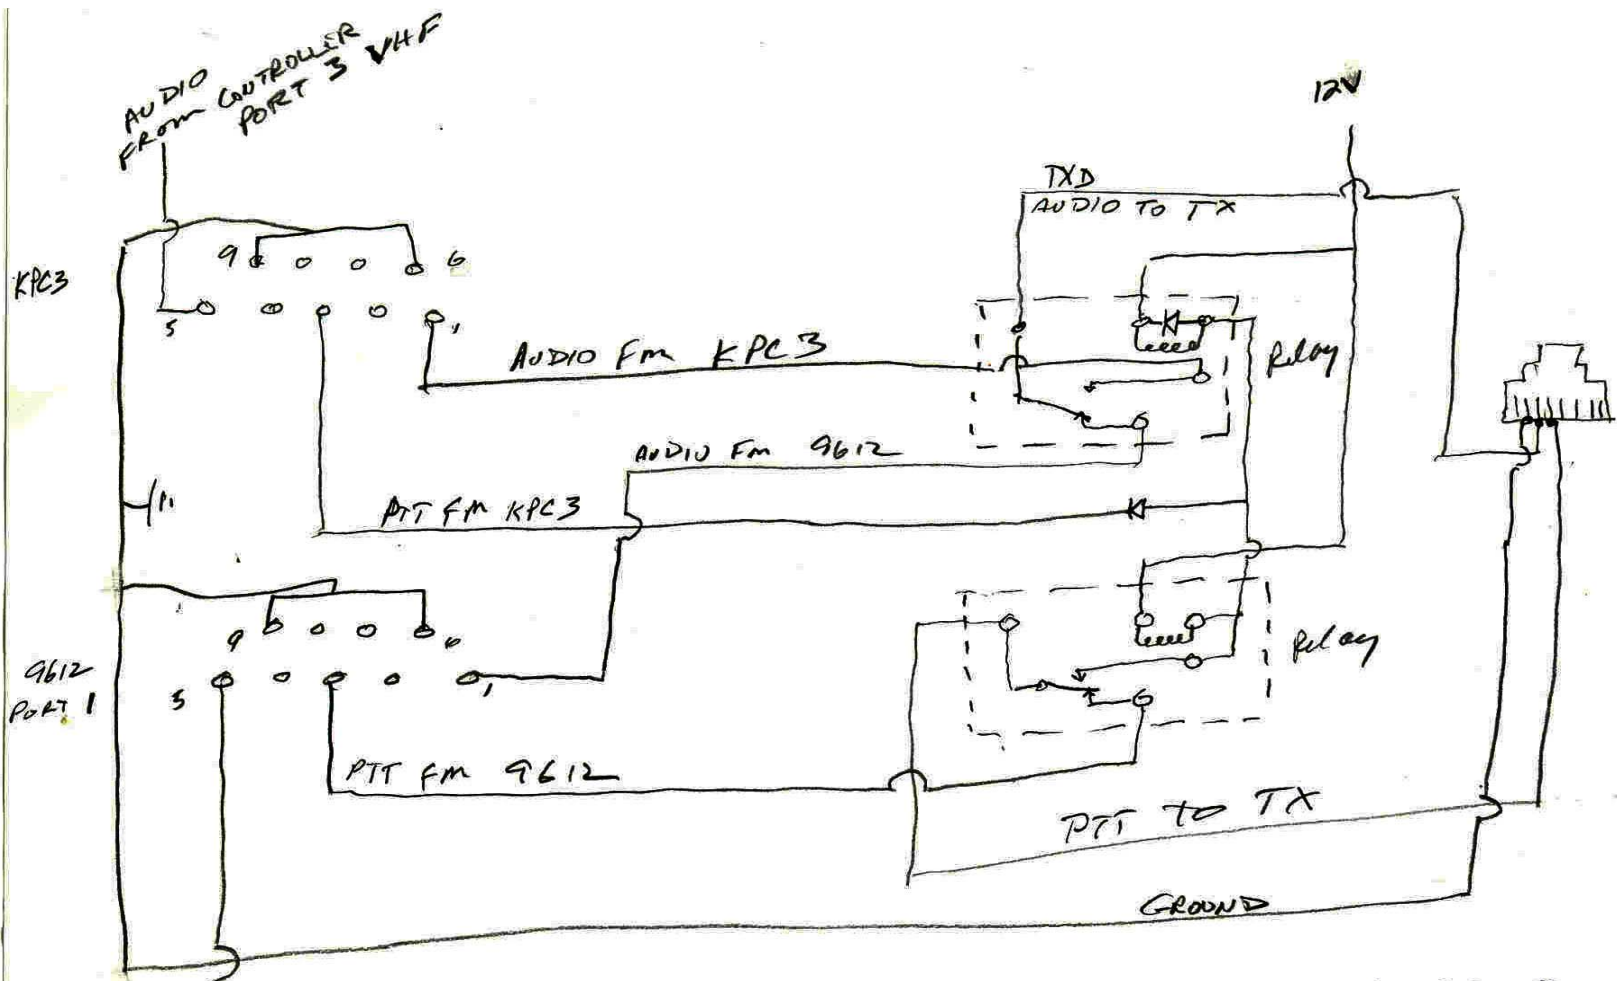 AUDIO
FROM CONTROLLER
PORT 3 VHF
12V
TXD
AUDIO TO TX
9
6
KPC3
5
1
AUDIO FM KPC3
Relay
AUDIO FM 9612
PTT FM KPC3
9
6
9612
PORT 1
5
1
Relay
PTT FM 9612
PTT TO TX
GROUND